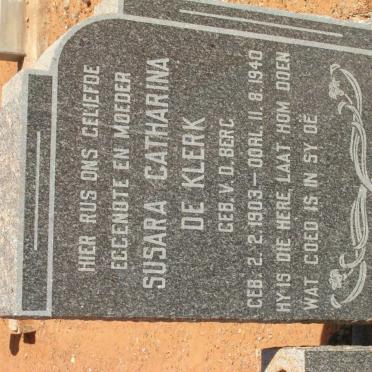 HIER RUS ONS GELIEFDE
EGGENOTE EN MOEDER
SUSARA CATHARINA
DE KLERK
GEB. V. D. BERG
GEB. 2. 2. 1903 — OORL. 11. 8. 1940
HY IS DIE HERE, LAAT HOM DOEN
WAT GOED IS IN SY OË